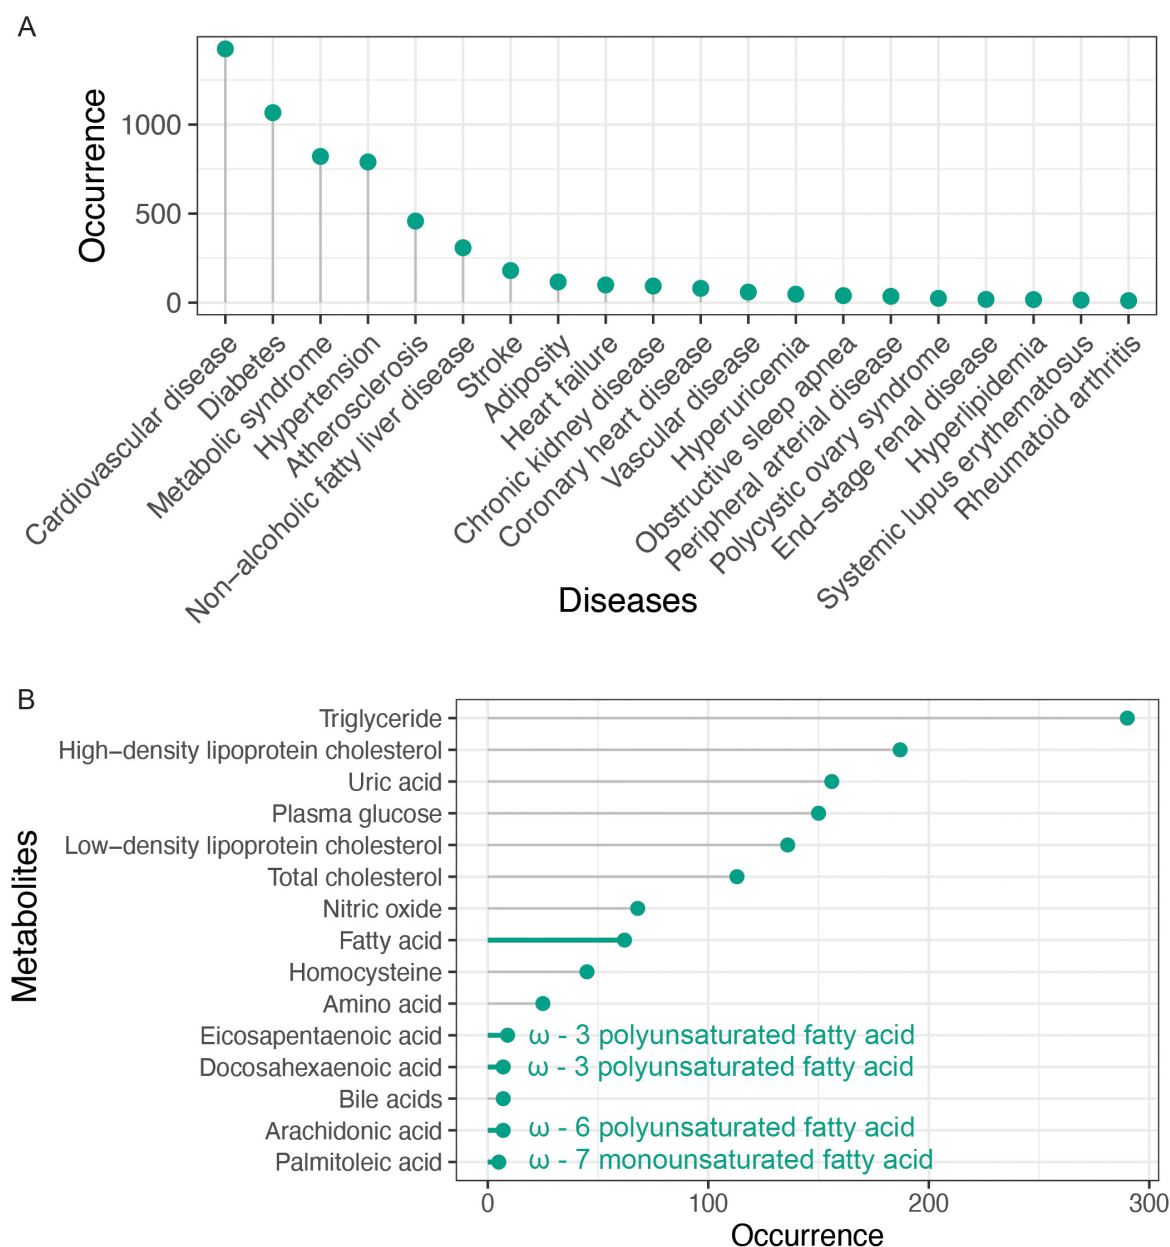 A
Occurrence
1000
500
0
Cardiovascular disease
Diabetes
Metabolic syndrome
Hypertension
Atherosclerosis
Non−alcoholic fatty liver disease
Stroke
Adiposity
Heart failure
Chronic kidney disease
Coronary heart disease
Vascular disease
Hyperuricemia
Obstructive sleep apnea
Peripheral arterial disease
Polycystic ovary syndrome
End−stage renal disease
Hyperlipidemia
Systemic lupus erythematosus
Rheumatoid arthritis
Diseases
B
Metabolites
Triglyceride
High−density lipoprotein cholesterol
Uric acid
Plasma glucose
Low−density lipoprotein cholesterol
Total cholesterol
Nitric oxide
Fatty acid
Homocysteine
Amino acid
Eicosapentaenoic acid ω - 3 polyunsaturated fatty acid
Docosahexaenoic acid ω - 3 polyunsaturated fatty acid
Bile acids
Arachidonic acid ω - 6 polyunsaturated fatty acid
Palmitoleic acid ω - 7 monounsaturated fatty acid
0 100 200 300
Occurrence